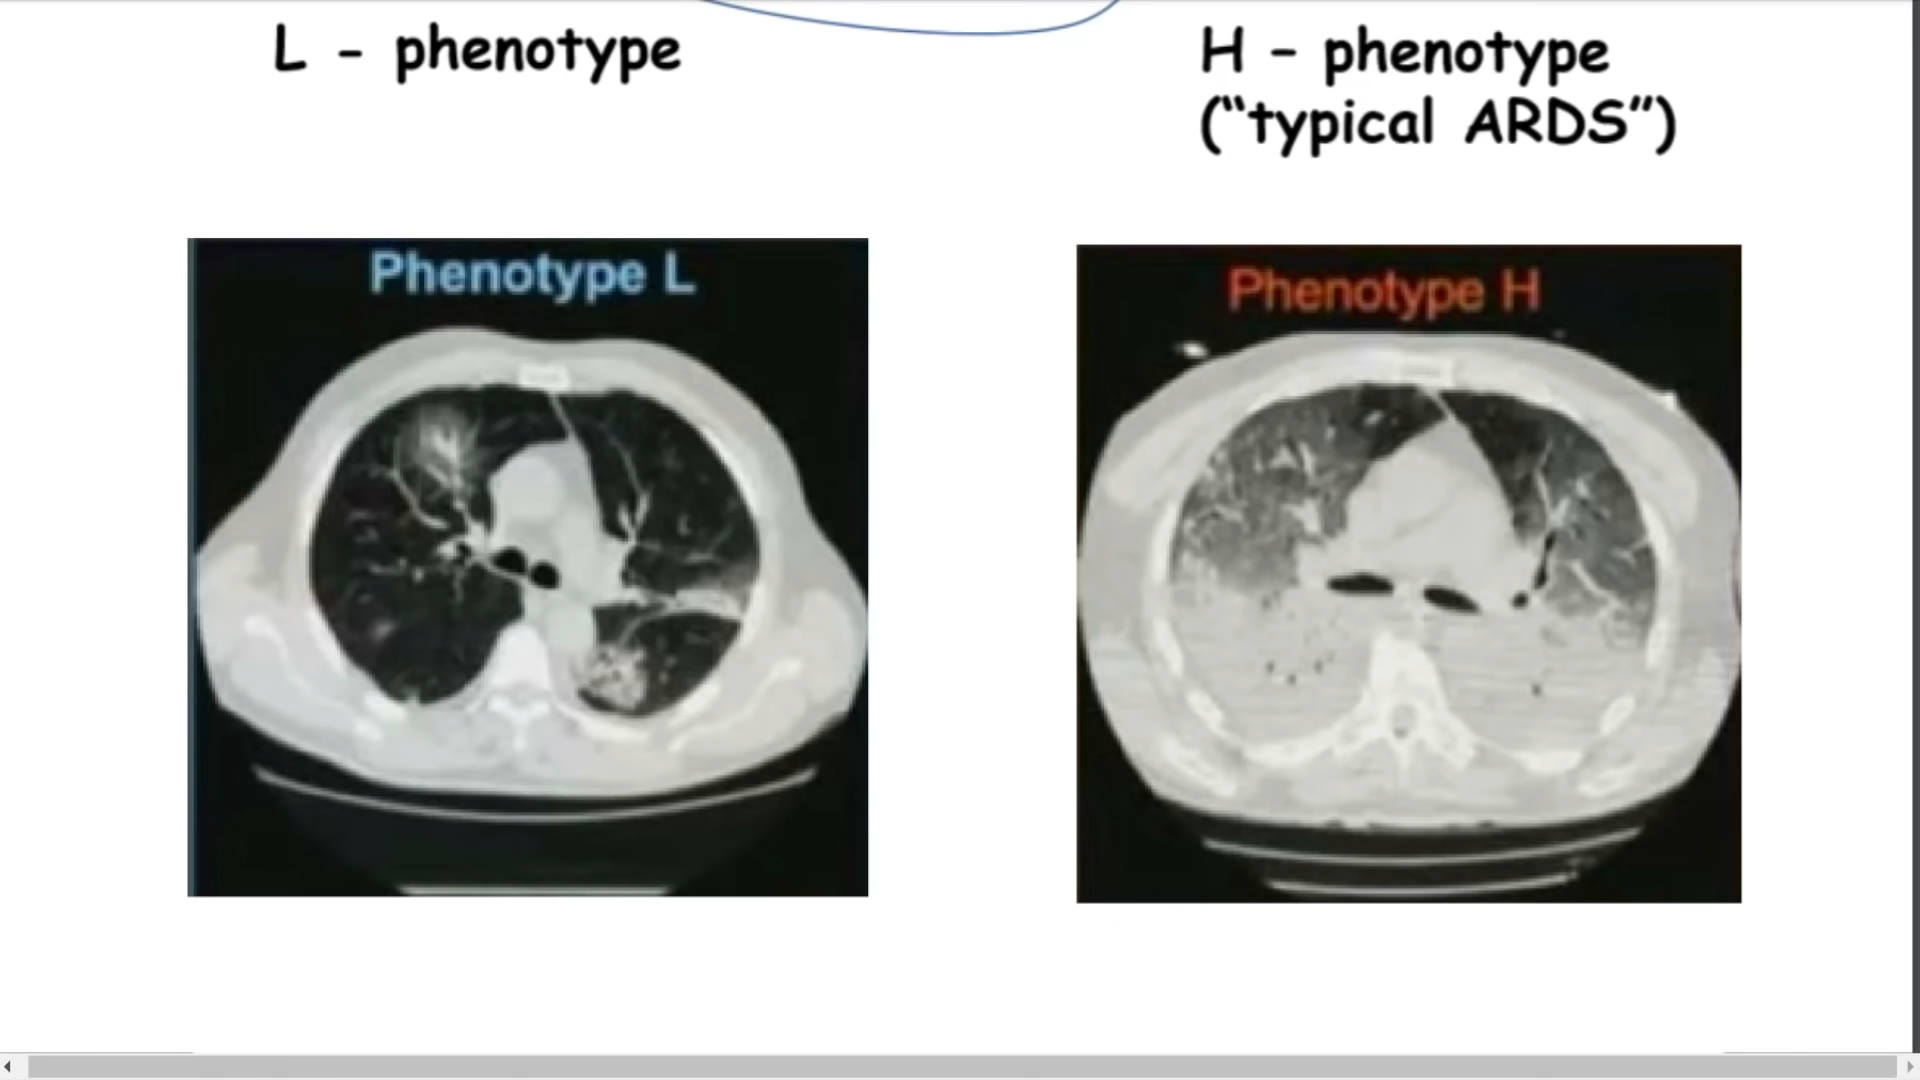 L - phenotype
H - phenotype
(“typical ARDS”)
Phenotype L
Phenotype H